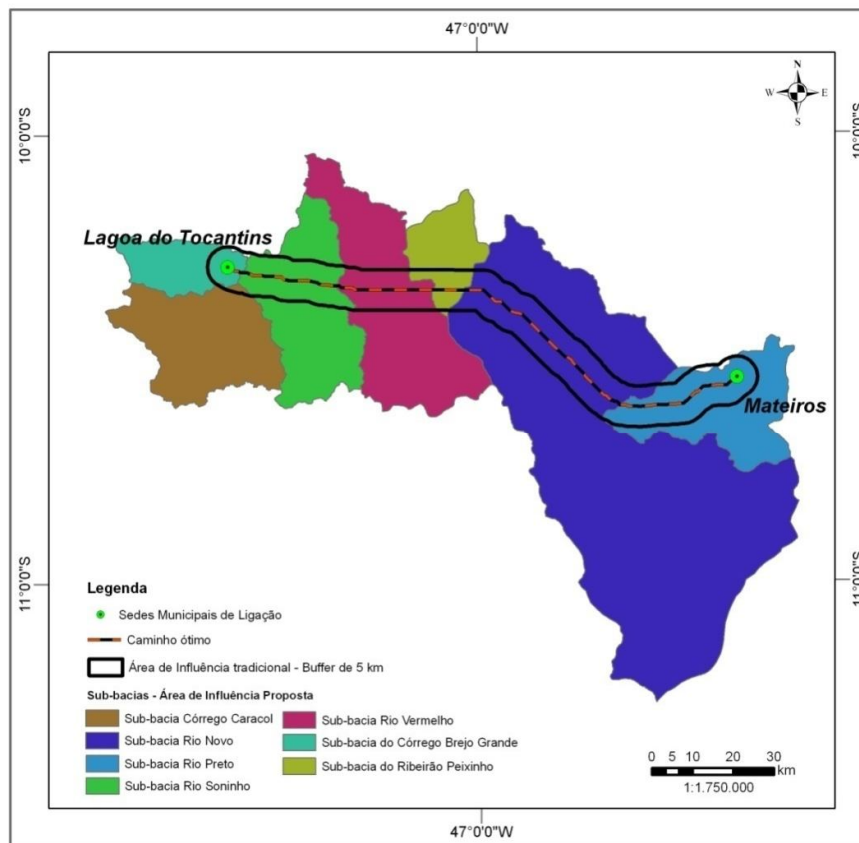 47°0'0"W
N
W E
S
10°0'0"S
10°0'0"S
Lagoa do Tocantins
Mateiros
11°0'0"S
11°0'0"S
Legenda
Sedes Municipais de Ligação
Caminho ótimo
Área de Influência tradicional - Buffer de 5 km
Sub-bacias - Área de Influência Proposta
Sub-bacia Córrego Caracol
Sub-bacia Rio Vermelho
Sub-bacia Rio Novo
Sub-bacia do Córrego Brejo Grande
Sub-bacia Rio Preto
Sub-bacia do Ribeirão Peixinho
Sub-bacia Rio Soninho
0 5 10 20 30
km
1:1.750.000
47°0'0"W